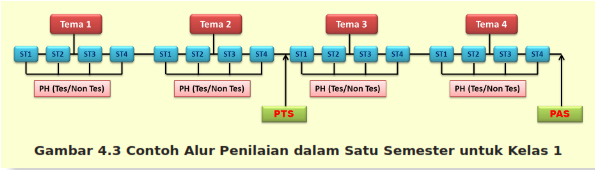 Tema 1 Tema 2 Tema 3 Tema 4
ST1 ST2 ST3 ST4 ST1 ST2 ST3 ST4 ST1 ST2 ST3 ST4 ST1 ST2 ST3 ST4
PH (Tes/Non Tes) PH (Tes/Non Tes) PH (Tes/Non Tes) PH (Tes/Non Tes)
PTS PAS
Gambar 4.3 Contoh Alur Penilaian dalam Satu Semester untuk Kelas 1